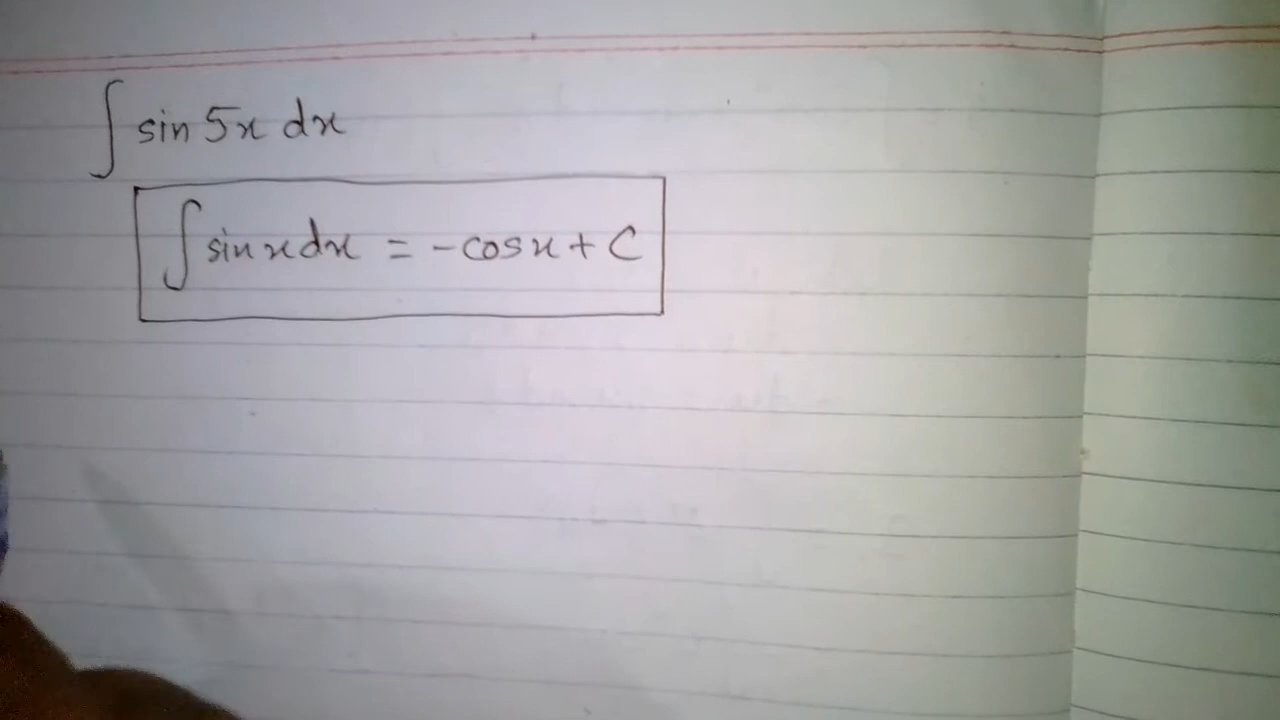 ∫ sin 5x dx
∫ sin x dx = - cos x + C